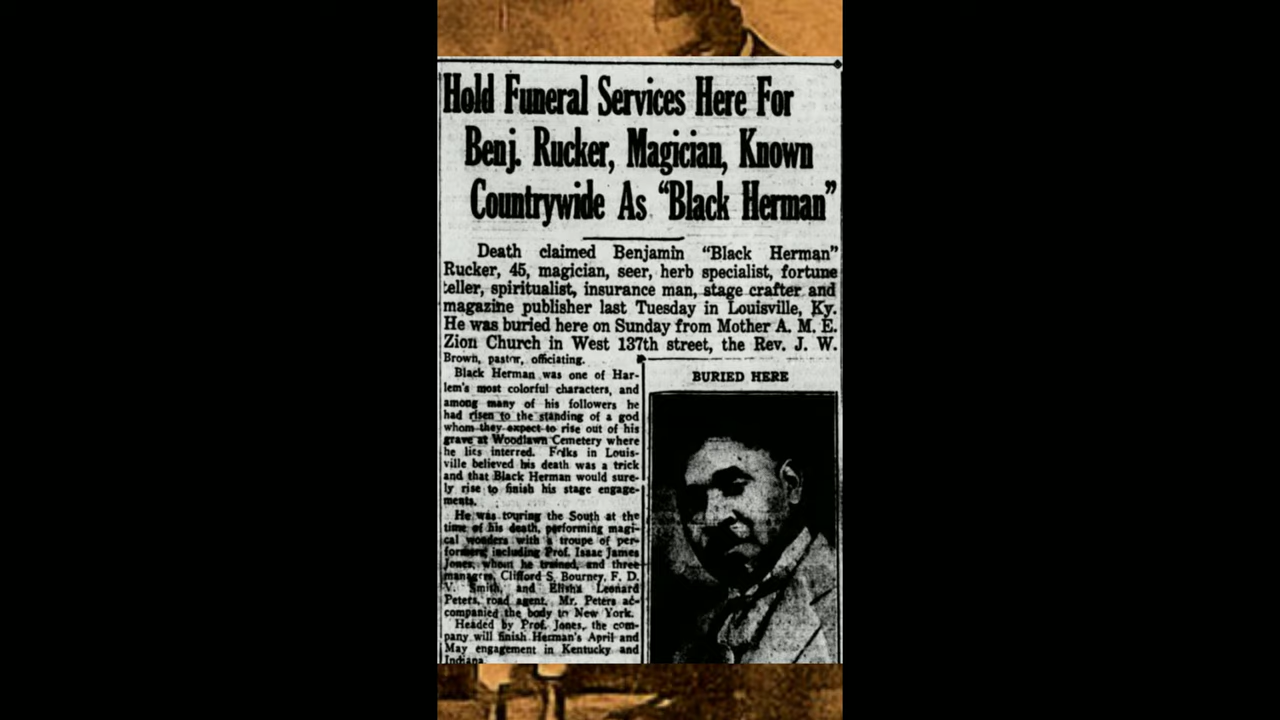 Hold Funeral Services Here For
Benj. Rucker, Magician, Known
Countrywide As “Black Herman”
Death claimed Benjamin “Black Herman”
Rucker, 45, magician, seer, herb specialist, fortune
teller, spiritualist, insurance man, stage crafter and
magazine publisher last Tuesday in Louisville, Ky.
He was buried here on Sunday from Mother A. M. E.
Zion Church in West 137th street, the Rev. J. W.
Brown, pastor, officiating.
Black Herman was one of Har-
lem's most colorful characters, and
among many of his followers he
had risen to the standing of a god
whom they expect to rise out of his
grave at Woodlawn Cemetery where
he lies interred. Folks in Louis-
ville believed his death was a trick
and that Black Herman would sure-
ly rise to finish his stage engage-
ments.
He was touring the South at the
time of his death, performing magi-
cal wonders with a troupe of per-
formers including Prof. Isaac James
Jones, whom he trained, and three
managers, Clifford S. Bourney, F. D.
V. Smith, and Elisha Leonard
Peters, road agent. Mr. Peters ac-
companied the body to New York.
Headed by Prof. Jones, the com-
pany will finish Herman's April and
May engagement in Kentucky and
Indiana.
BURIED HERE